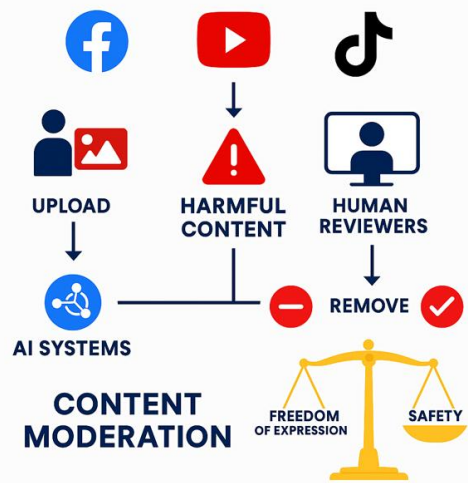 UPLOAD
HARMFUL
CONTENT
HUMAN
REVIEWERS
AI SYSTEMS
REMOVE
CONTENT
MODERATION
FREEDOM
OF EXPRESSION
SAFETY